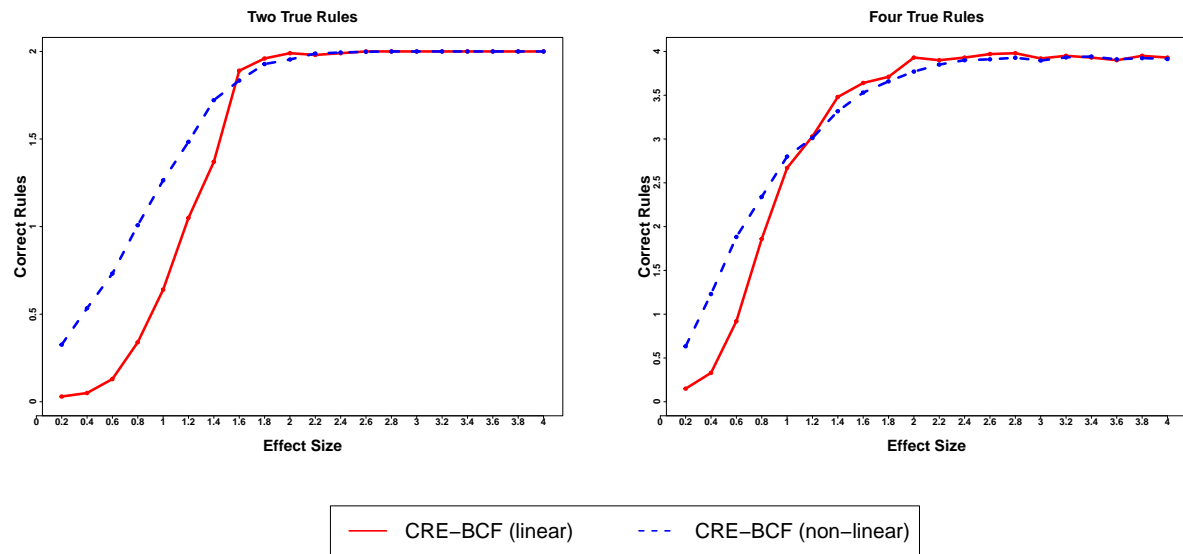 Two True Rules
Correct Rules
2
1.5
1
0.5
0
0 0.2 0.4 0.6 0.8 1 1.2 1.4 1.6 1.8 2 2.2 2.4 2.6 2.8 3 3.2 3.4 3.6 3.8 4
Effect Size
Four True Rules
Correct Rules
4
3.5
3
2.5
2
1.5
1
0.5
0
0 0.2 0.4 0.6 0.8 1 1.2 1.4 1.6 1.8 2 2.2 2.4 2.6 2.8 3 3.2 3.4 3.6 3.8 4
Effect Size
CRE−BCF (linear) CRE−BCF (non−linear)